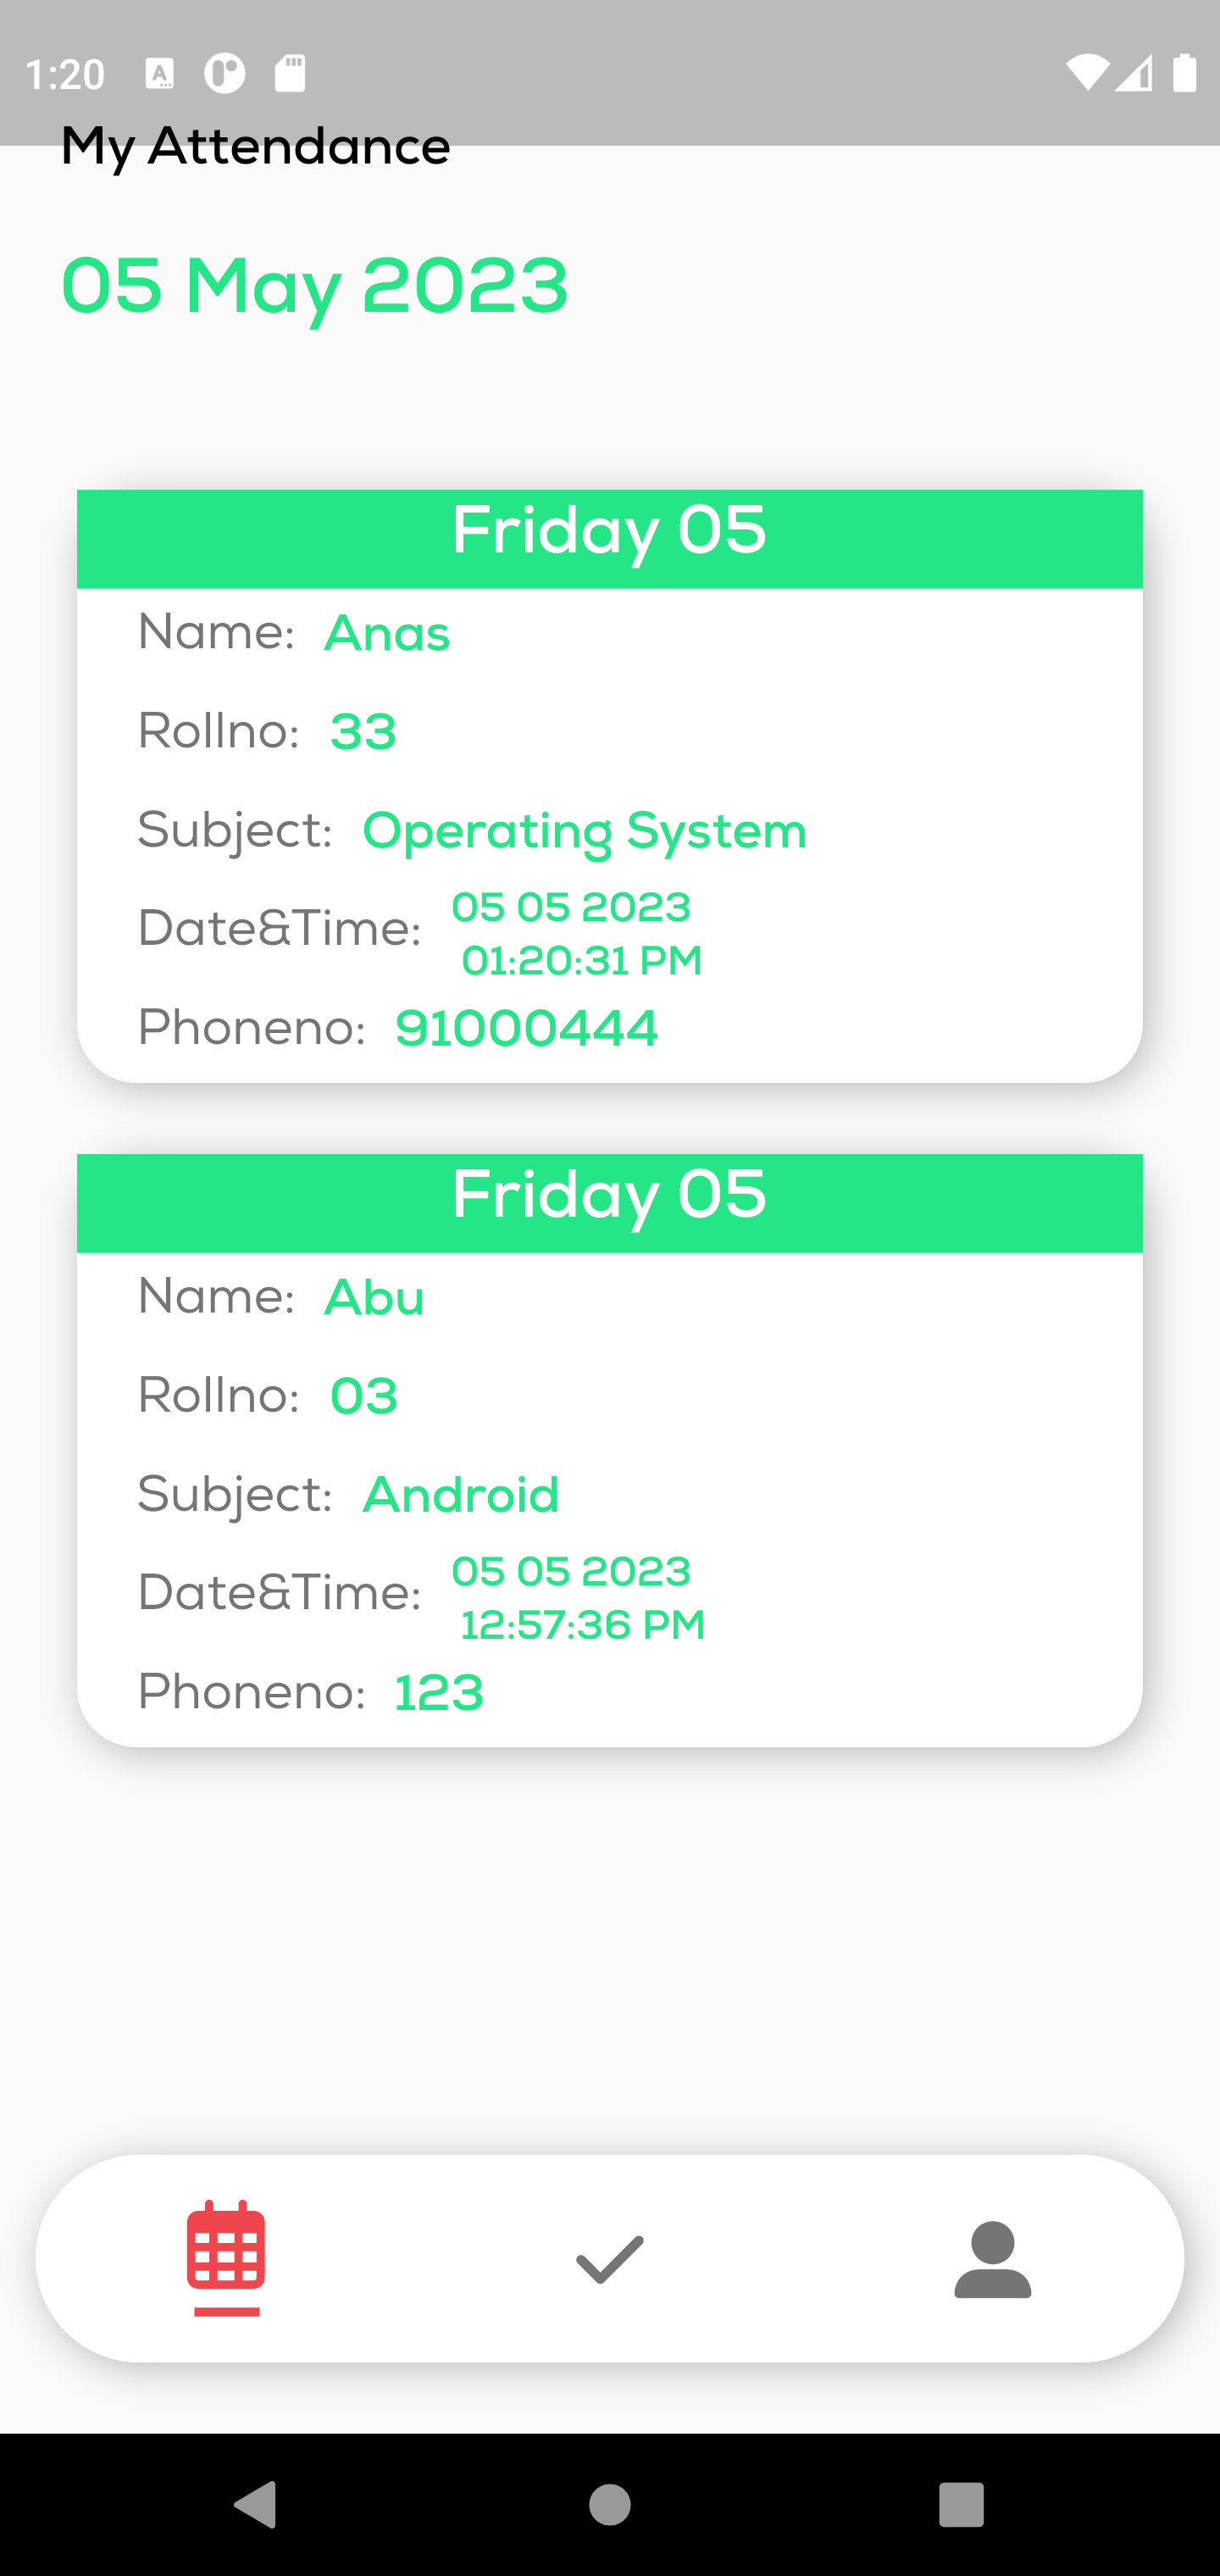 1:20
My Attendance
05 May 2023
Friday 05
Name: Anas
Rollno: 33
Subject: Operating System
Date&Time: 05 05 2023
01:20:31 PM
Phoneno: 91000444
Friday 05
Name: Abu
Rollno: 03
Subject: Android
Date&Time: 05 05 2023
12:57:36 PM
Phoneno: 123